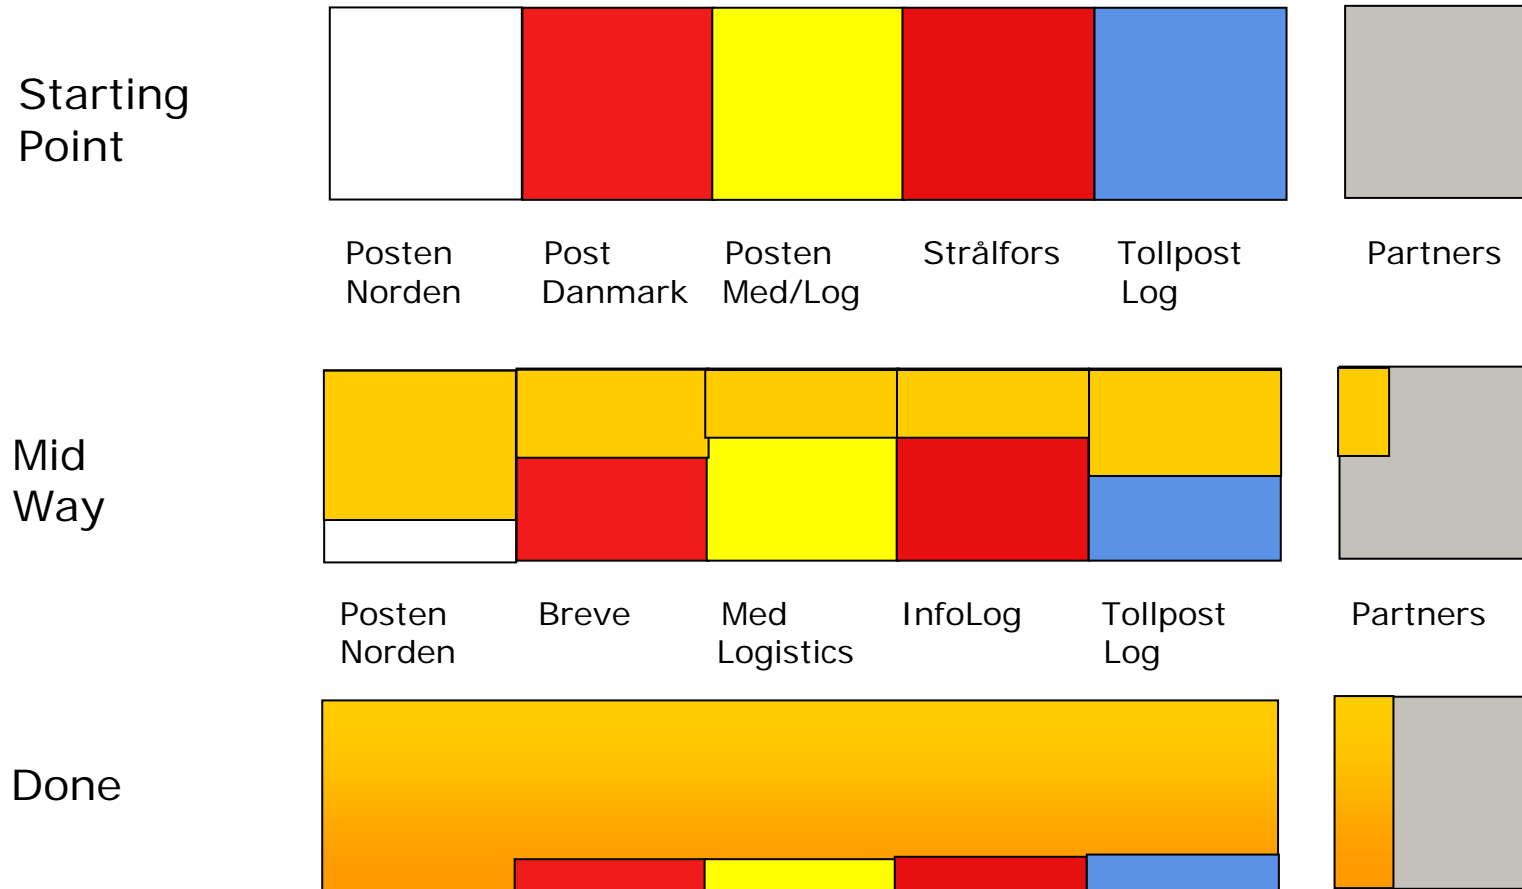 Starting
Point
Posten
Norden
Post
Danmark
Posten
Med/Log
Strålfors
Tollpost
Log
Partners
Mid
Way
Posten
Norden
Breve
Med
Logistics
InfoLog
Tollpost
Log
Partners
Done